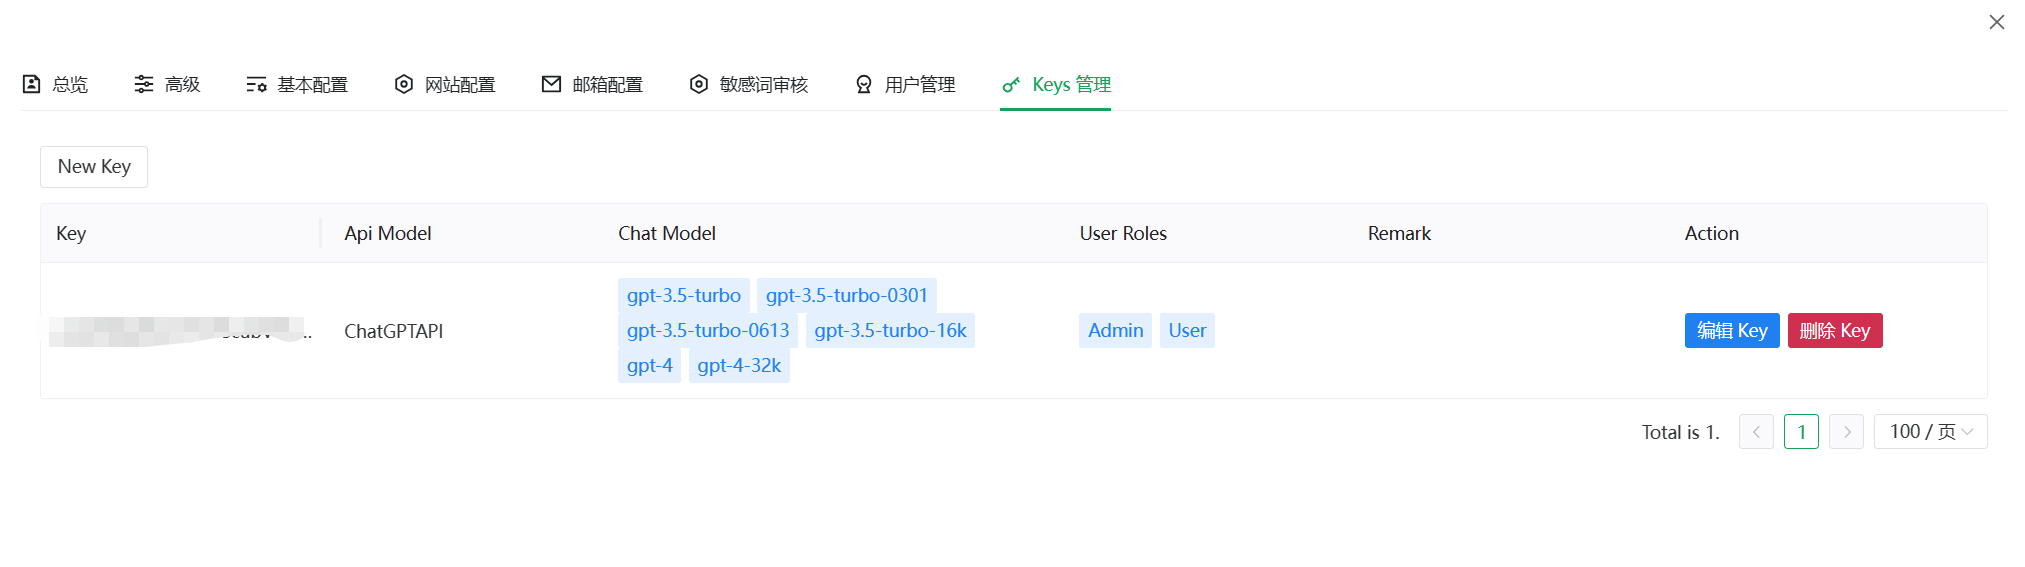 总览 高级 基本配置 网站配置 邮箱配置 敏感词审核 用户管理 Keys 管理
New Key
Key Api Model Chat Model User Roles Remark Action
gpt-3.5-turbo gpt-3.5-turbo-0301
ChatGPTAPI gpt-3.5-turbo-0613 gpt-3.5-turbo-16k Admin User 编辑 Key 删除 Key
gpt-4 gpt-4-32k
Total is 1. 1 100 / 页